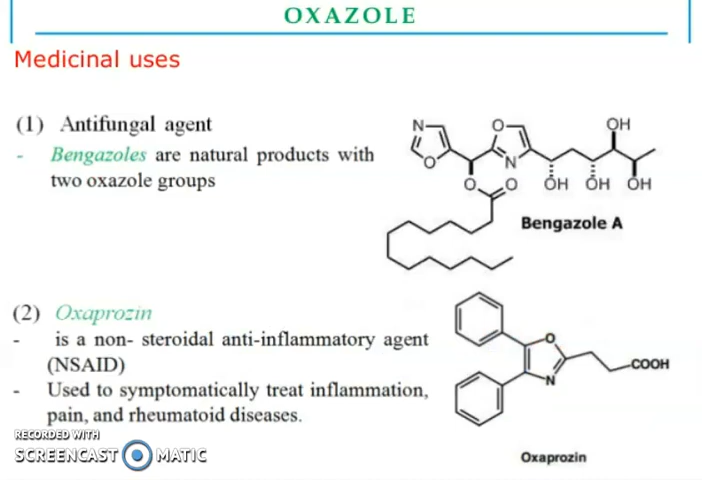 OXAZOLE
Medicinal uses
(1) Antifungal agent
- Bengazoles are natural products with
two oxazole groups
N
O
O
N
OH
O
O
OH OH OH
Bengazole A
(2) Oxaprozin
- is a non- steroidal anti-inflammatory agent
(NSAID)
- Used to symptomatically treat inflammation,
pain, and rheumatoid diseases.
O
N
COOH
Oxaprozin
RECORDED WITH
SCREENCAST MATIC